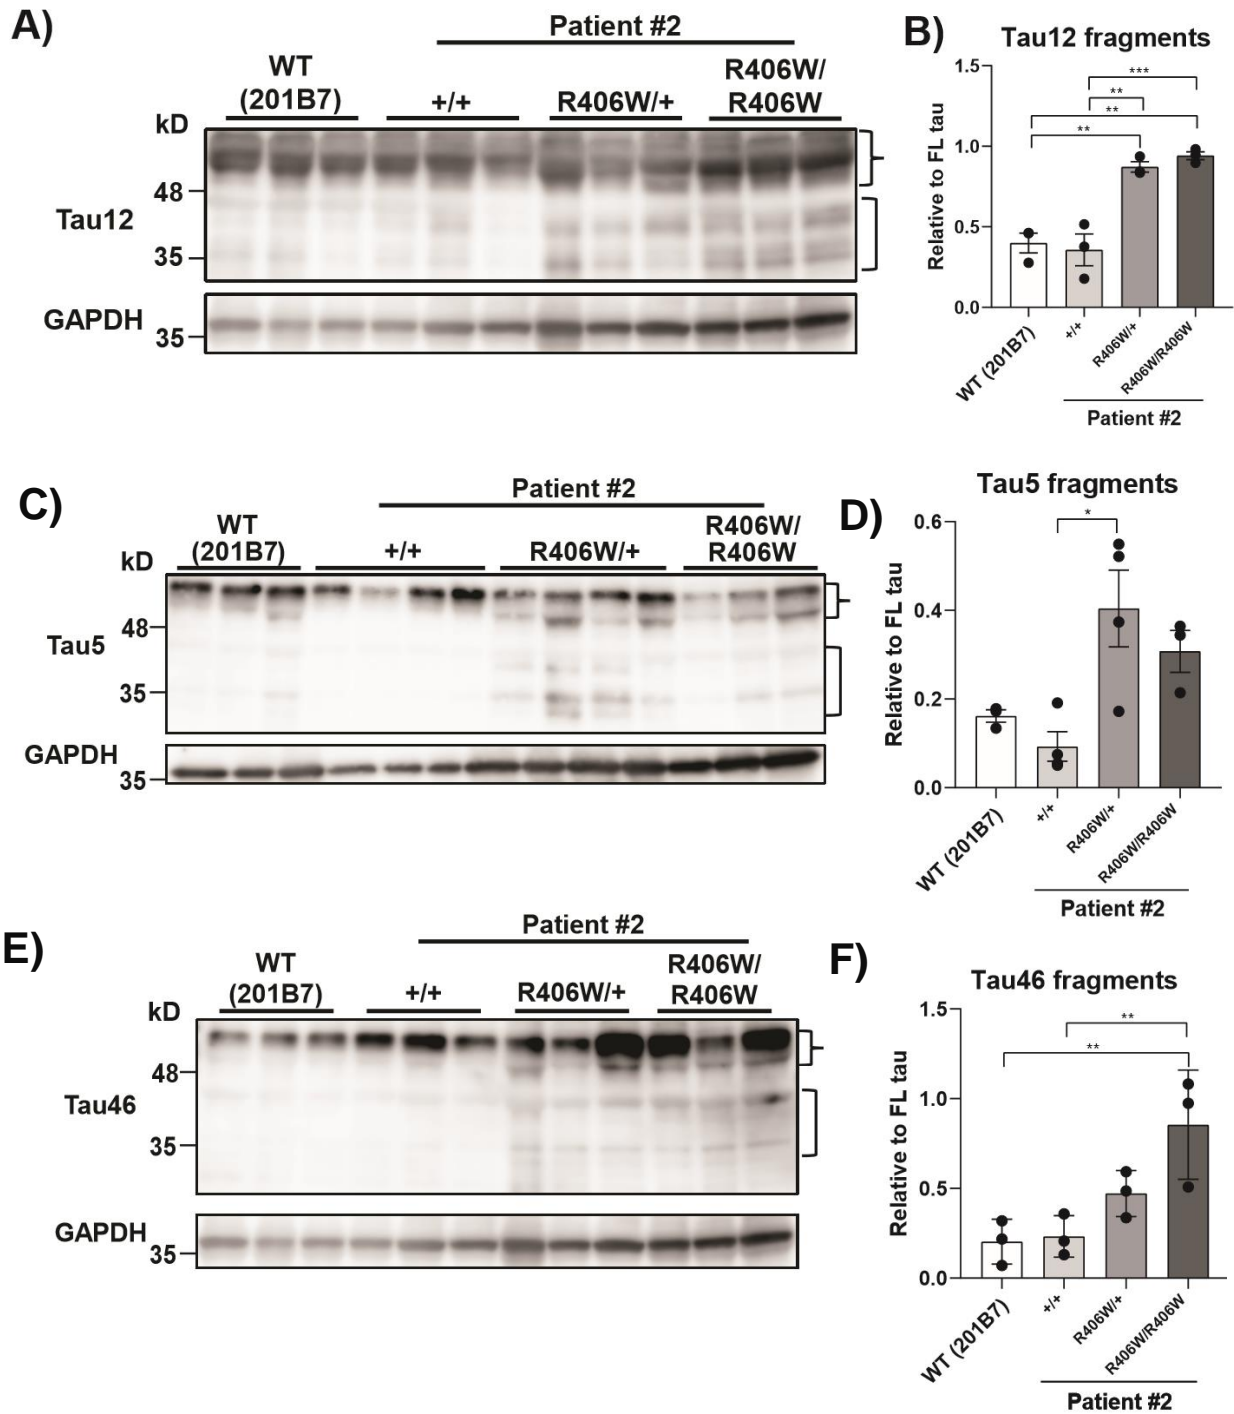 A)
Patient #2
WT
(201B7)
+/+
R406W/+
R406W/
R406W
kD
48
Tau12
35
GAPDH
35
B)
Tau12 fragments
Relative to FL tau
1.5
1.0
0.5
0.0
***
**
**
**
WT (201B7)
+/+
R406W/+
R406W/R406W
Patient #2
C)
Patient #2
WT
(201B7)
+/+
R406W/+
R406W/
R406W
kD
48
Tau5
35
GAPDH
35
D)
Tau5 fragments
Relative to FL tau
0.6
0.4
0.2
0.0
*
WT (201B7)
+/+
R406W/+
R406W/R406W
Patient #2
E)
Patient #2
WT
(201B7)
+/+
R406W/+
R406W/
R406W
kD
48
Tau46
35
GAPDH
35
F)
Tau46 fragments
Relative to FL tau
1.5
1.0
0.5
0.0
**
**
WT (201B7)
+/+
R406W/+
R406W/R406W
Patient #2